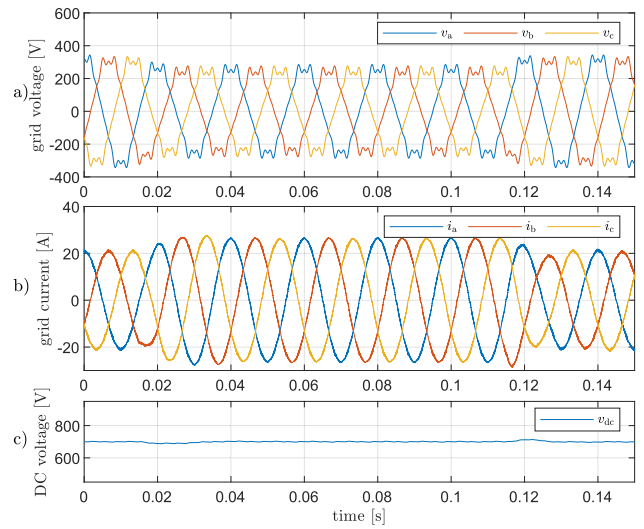 600
400
200
0
-200
-400
a)
grid voltage [V]
v_a
v_b
v_c
0 0.02 0.04 0.06 0.08 0.1 0.12 0.14
40
20
0
-20
b)
grid current [A]
i_a
i_b
i_c
0 0.02 0.04 0.06 0.08 0.1 0.12 0.14
800
600
c)
DC voltage [V]
v_dc
0 0.02 0.04 0.06 0.08 0.1 0.12 0.14
time [s]